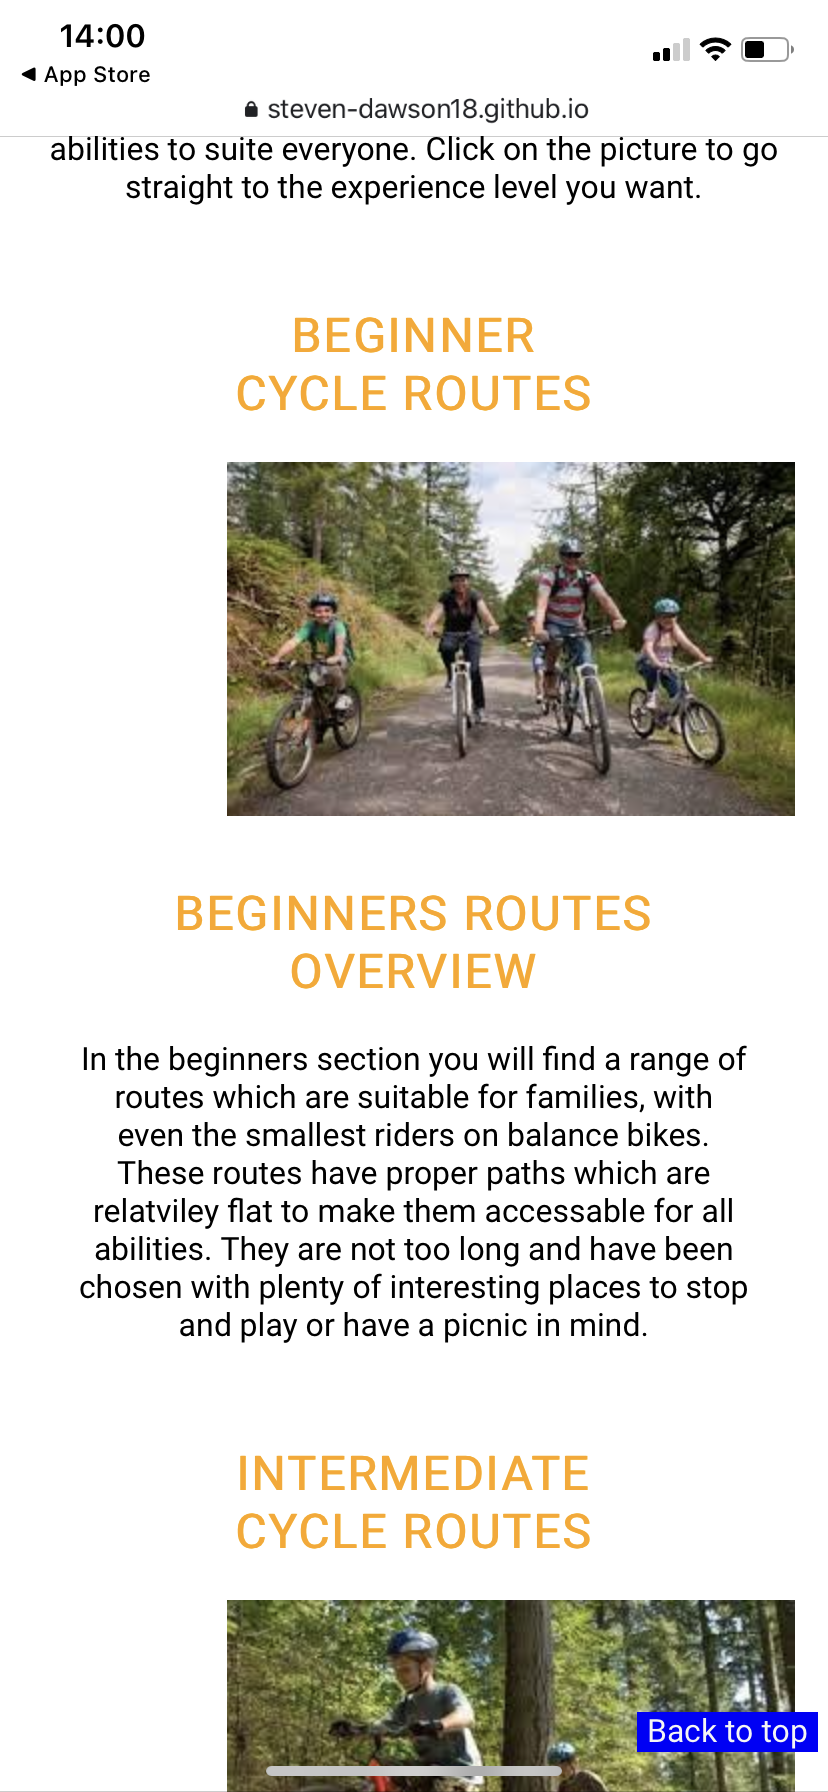 14:00
◀ App Store
steven-dawson18.github.io
abilities to suite everyone. Click on the picture to go
straight to the experience level you want.
BEGINNER
CYCLE ROUTES
BEGINNERS ROUTES
OVERVIEW
In the beginners section you will find a range of
routes which are suitable for families, with
even the smallest riders on balance bikes.
These routes have proper paths which are
relatviley flat to make them accessable for all
abilities. They are not too long and have been
chosen with plenty of interesting places to stop
and play or have a picnic in mind.
INTERMEDIATE
CYCLE ROUTES
Back to top